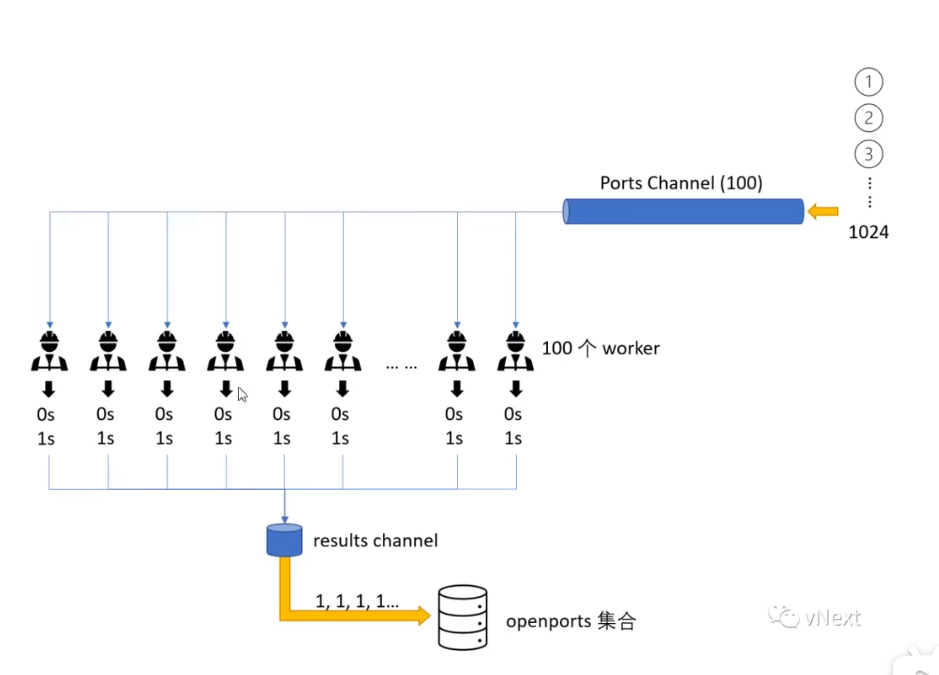 1
2
3
Ports Channel (100)
1024
100 个 worker
... ...
0s 0s 0s 0s 0s 0s 0s 0s
1s 1s 1s 1s 1s 1s 1s 1s
results channel
1, 1, 1, 1...
openports 集合
vNext